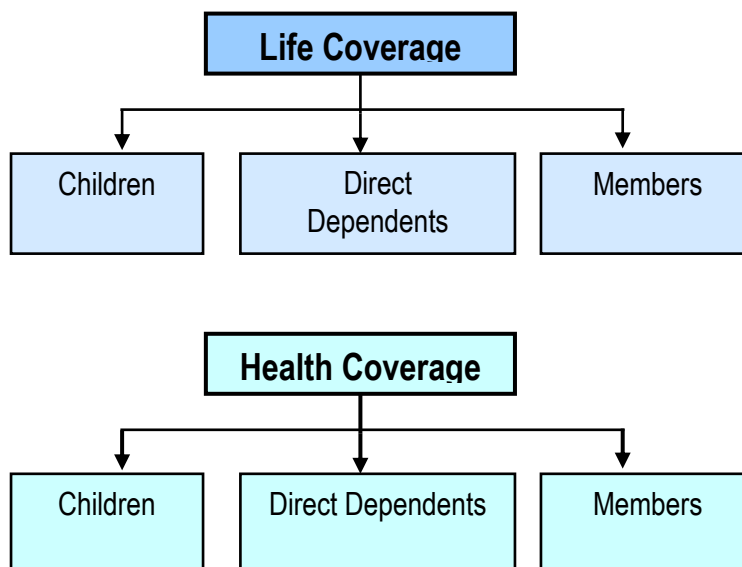 Life Coverage
Children
Direct
Dependents
Members
Health Coverage
Children
Direct Dependents
Members